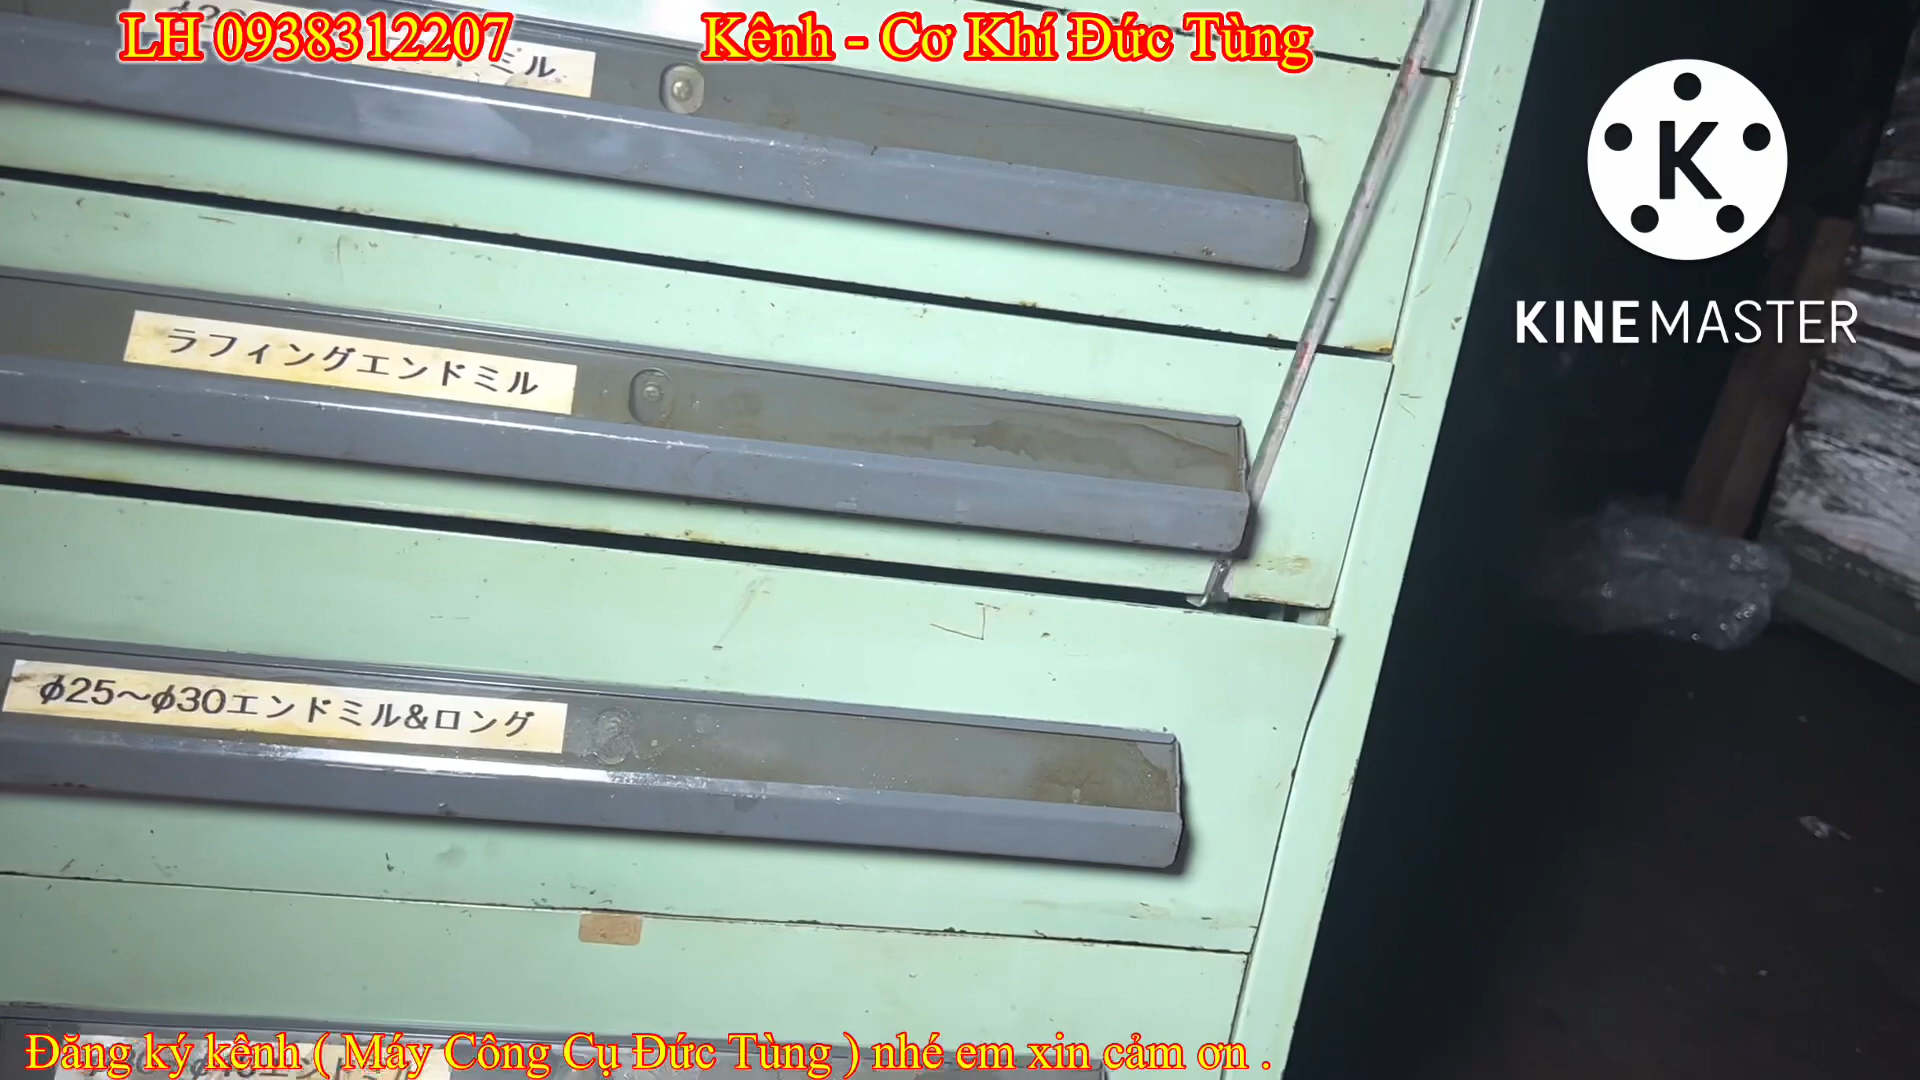 LH 0938312207
Kênh - Cơ Khí Đức Tùng
ミル
K
KINEMASTER
ラフィングエンドミル
φ25～φ30エンドミル&ロング
Đăng ký kênh ( Máy Công Cụ Đức Tùng ) nhé em xin cảm ơn .